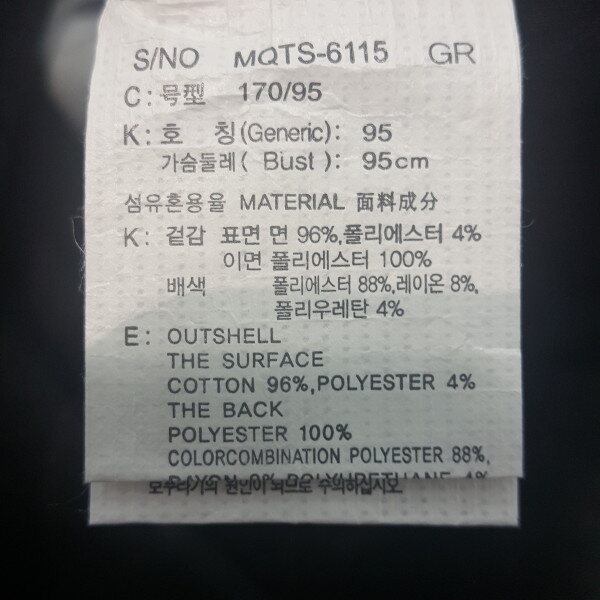 S/NO MQTS-6115 GR
C: 号型 170/95
K: 호 칭(Generic): 95
가슴둘레( Bust ): 95cm
섬유혼용율 MATERIAL 面料成分
K: 겉감 표면 면 96%,폴리에스터 4%
이면 폴리에스터 100%
배색 폴리에스터 88%,레이온 8%,
폴리우레탄 4%
E: OUTSHELL
THE SURFACE
COTTON 96%,POLYESTER 4%
THE BACK
POLYESTER 100%
COLORCOMBINATION POLYESTER 88%,